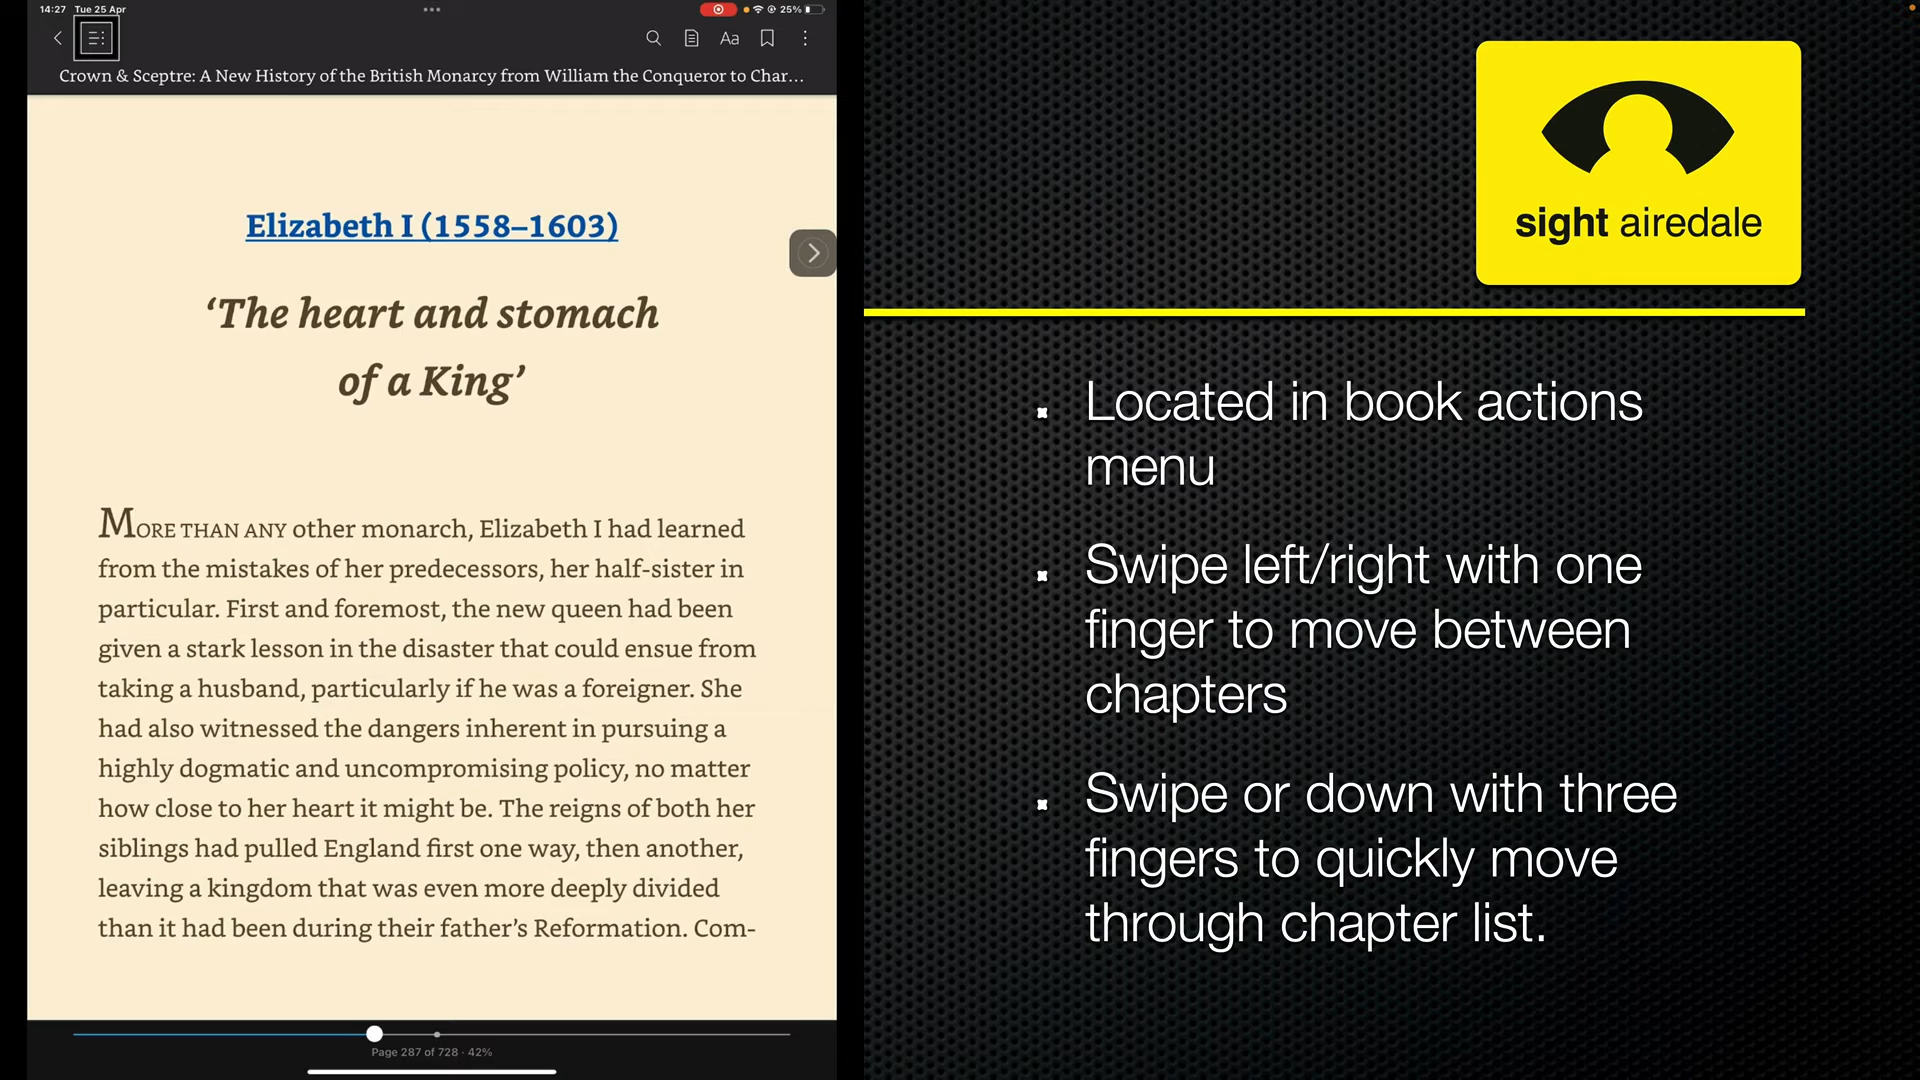 14:27 Tue 25 Apr
25%
Aa
Crown & Sceptre: A New History of the British Monarcy from William the Conqueror to Char...
Elizabeth I (1558–1603)
‘The heart and stomach
of a King’
MORE THAN ANY other monarch, Elizabeth I had learned
from the mistakes of her predecessors, her half-sister in
particular. First and foremost, the new queen had been
given a stark lesson in the disaster that could ensue from
taking a husband, particularly if he was a foreigner. She
had also witnessed the dangers inherent in pursuing a
highly dogmatic and uncompromising policy, no matter
how close to her heart it might be. The reigns of both her
siblings had pulled England first one way, then another,
leaving a kingdom that was even more deeply divided
than it had been during their father’s Reformation. Com-
Page 287 of 728 · 42%
sight airedale
Located in book actions
menu
Swipe left/right with one
finger to move between
chapters
Swipe or down with three
fingers to quickly move
through chapter list.